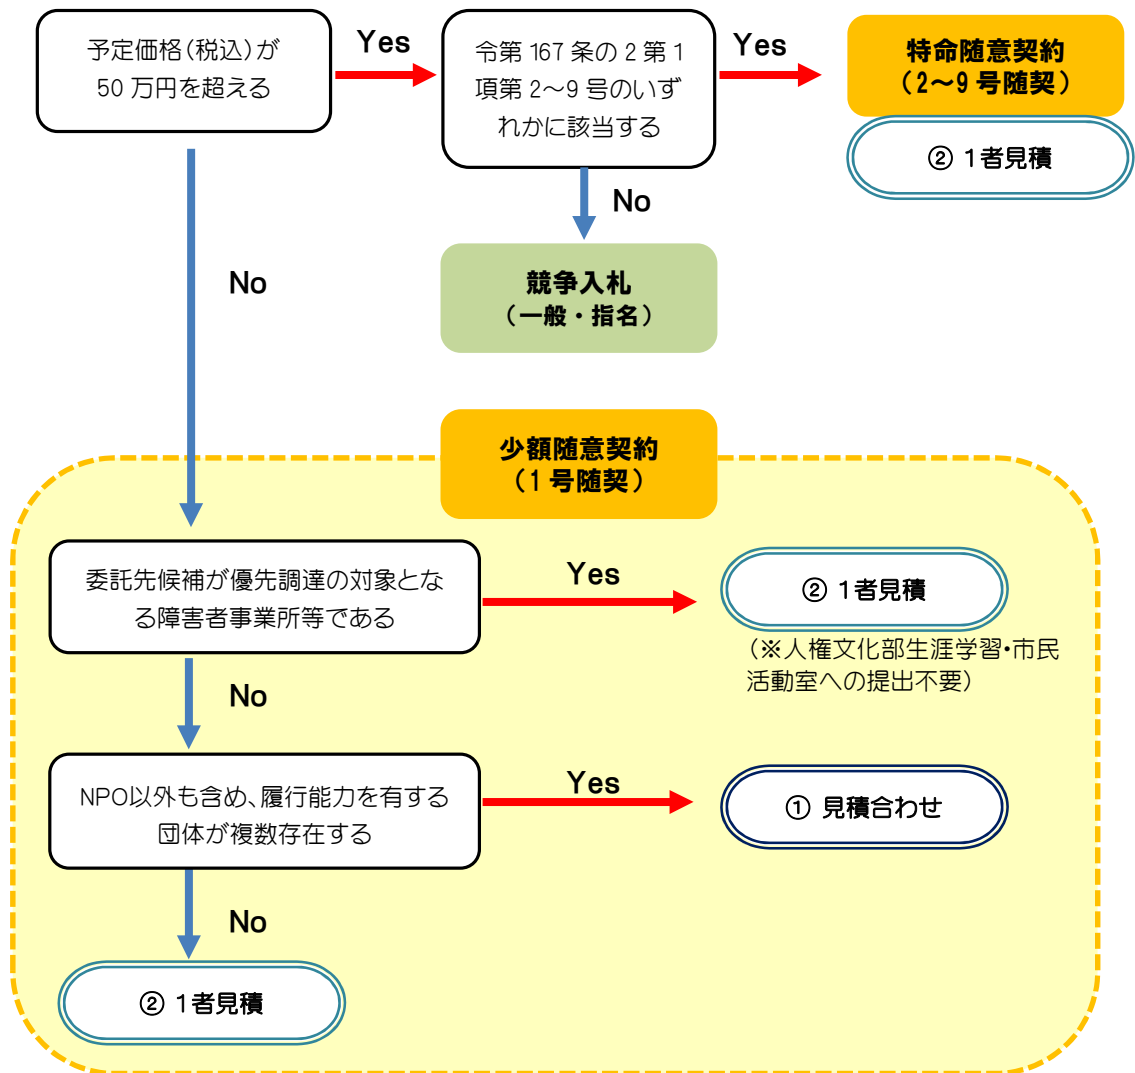 予定価格(税込)が
50 万円を超える
Yes
令第 167 条の 2 第 1
項第 2~9 号のいず
れかに該当する
Yes
特命随意契約
(2~9 号随契)
② 1者見積
No
競争入札
(一般・指名)
No
少額随意契約
(1 号随契)
委託先候補が優先調達の対象とな
る障害者事業所等である
Yes
② 1者見積
(※人権文化部生涯学習・市民
活動室への提出不要)
No
NPO以外も含め、履行能力を有する
団体が複数存在する
Yes
① 見積合わせ
No
② 1者見積